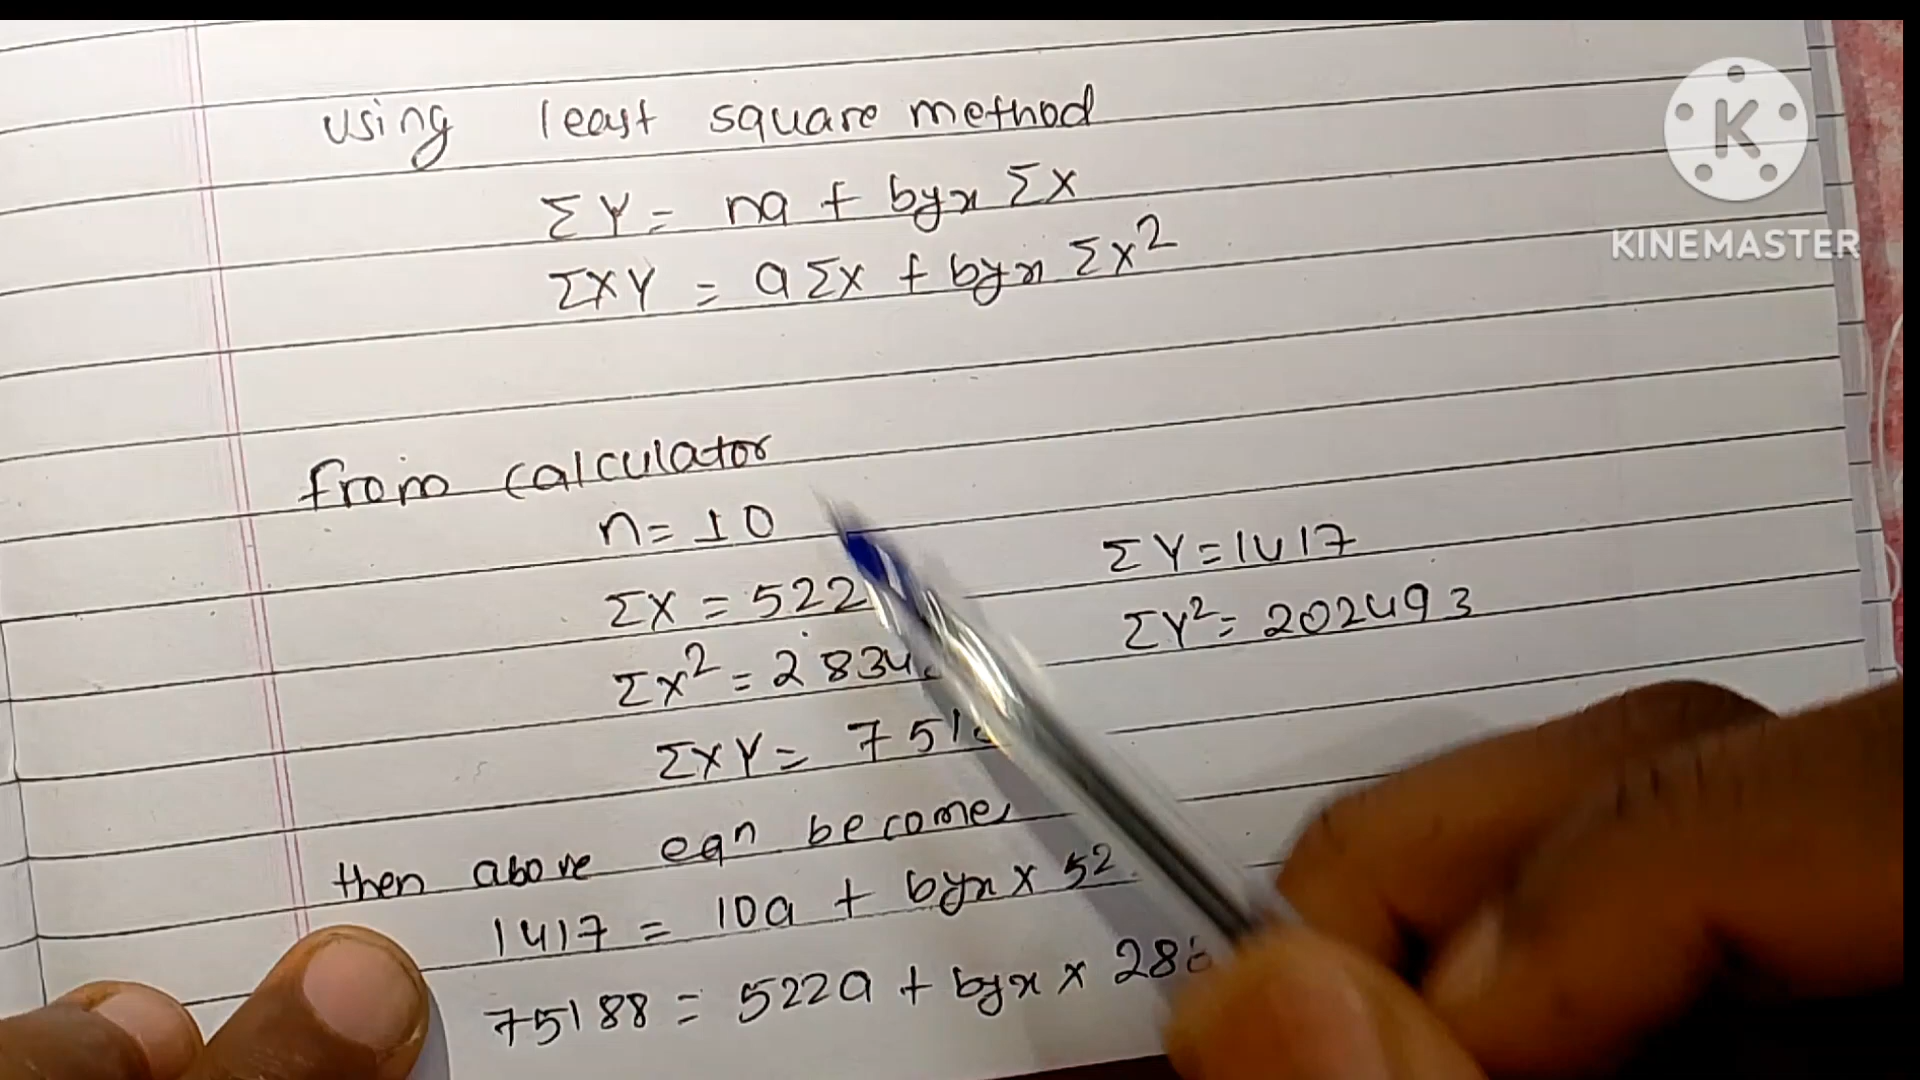 using least square method
ΣY = na + byx Σx
ΣXY = aΣx + byx Σx²
K
KINEMASTER
from calculator
n = 10
ΣY = 1417
Σx = 522
ΣY² = 202493
Σx² = 2834
ΣXY = 751
then above eqn become
1417 = 10a + byx × 52
75188 = 522a + byx × 28